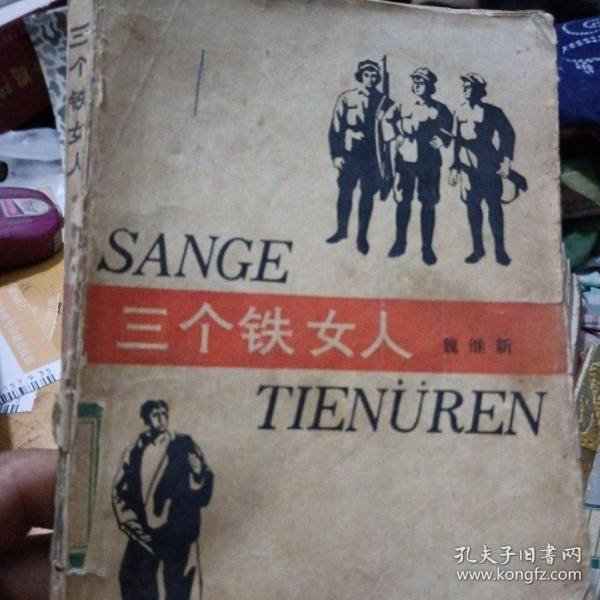 三个铁女人
SANGE
三个铁女人 魏继新
TIENÜREN
孔夫子旧书网
www.kongfz.com